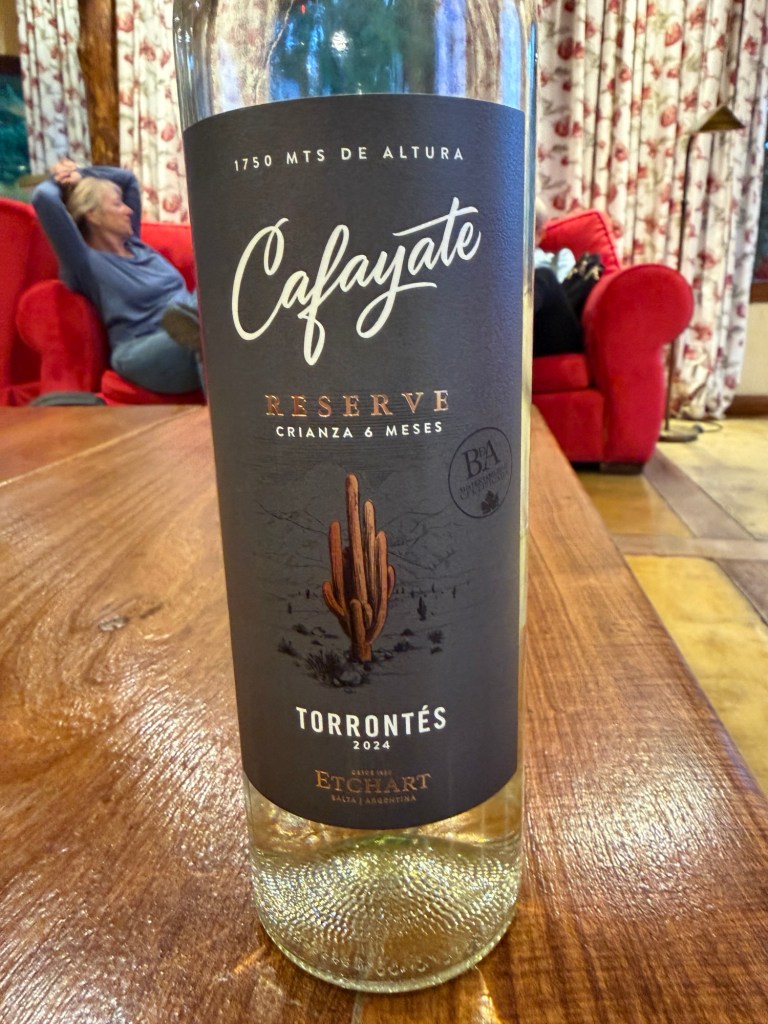 1750 MTS DE ALTURA
Cafayate
RESERVE
CRIANZA 6 MESES
BdA
TORRONTÉS
2024
ETCHART
SALTA | ARGENTINA